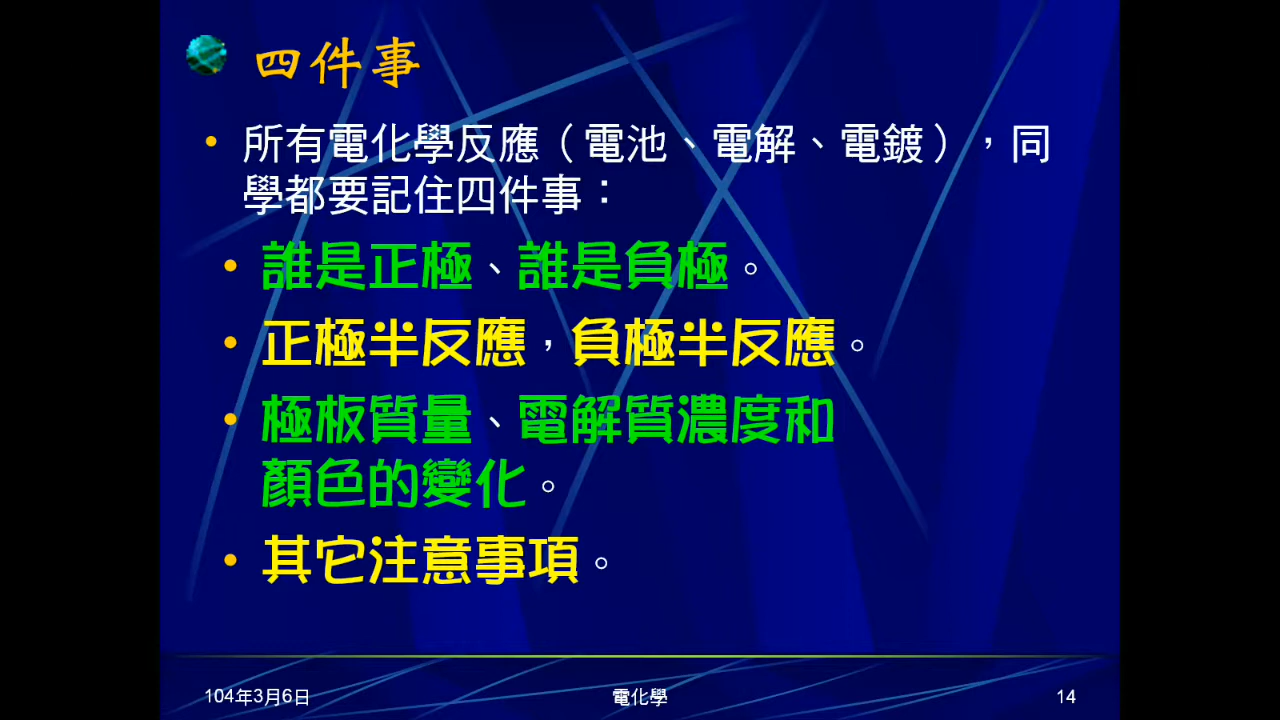 四件事
• 所有電化學反應（電池、電解、電鍍），同
學都要記住四件事：
• 誰是正極、誰是負極。
• 正極半反應，負極半反應。
• 極板質量、電解質濃度和
顏色的變化。
• 其它注意事項。
104年3月6日
電化學
14